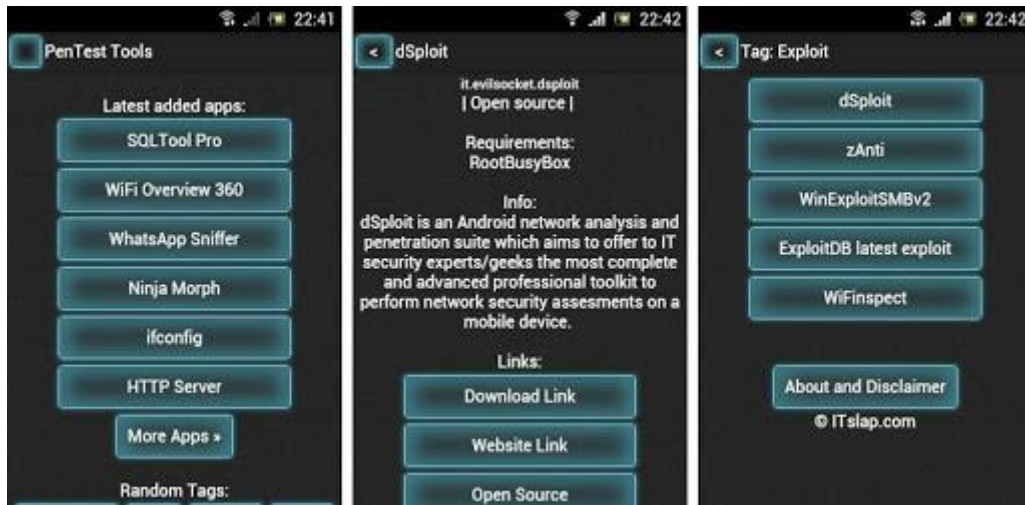 22:41
PenTest Tools
Latest added apps:
SQLTool Pro
WiFi Overview 360
WhatsApp Sniffer
Ninja Morph
ifconfig
HTTP Server
More Apps »
Random Tags:
22:42
< dSploit
it.evilsocket.dsploit
| Open source |
Requirements:
RootBusyBox
Info:
dSploit is an Android network analysis and
penetration suite which aims to offer to IT
security experts/geeks the most complete
and advanced professional toolkit to
perform network security assesments on a
mobile device.
Links:
Download Link
Website Link
Open Source
22:42
< Tag: Exploit
dSploit
zAnti
WinExploitSMBv2
ExploitDB latest exploit
WiFinspect
About and Disclaimer
© ITslap.com